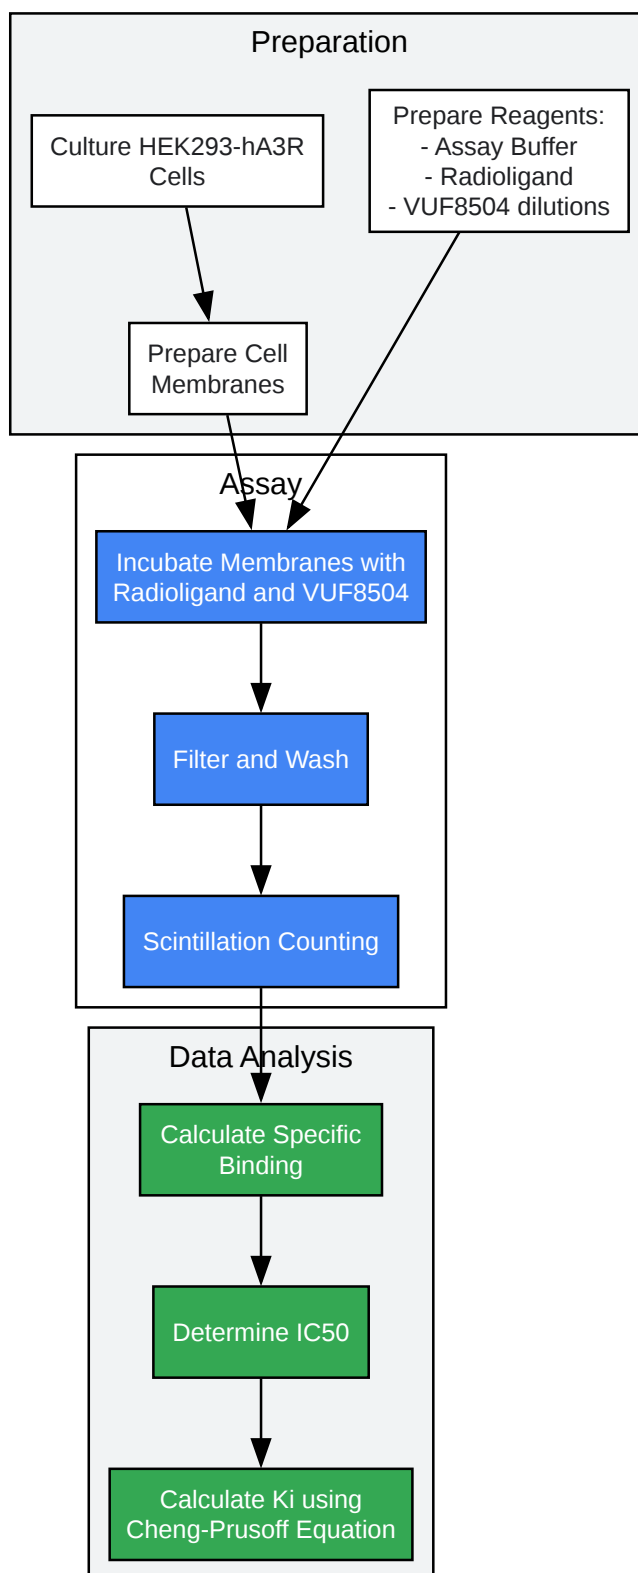 Preparation
Culture HEK293-hA3R
Cells
Prepare Reagents:
- Assay Buffer
- Radioligand
- VUF8504 dilutions
Prepare Cell
Membranes
Assay
Incubate Membranes with
Radioligand and VUF8504
Filter and Wash
Scintillation Counting
Data Analysis
Calculate Specific
Binding
Determine IC50
Calculate Ki using
Cheng-Prusoff Equation